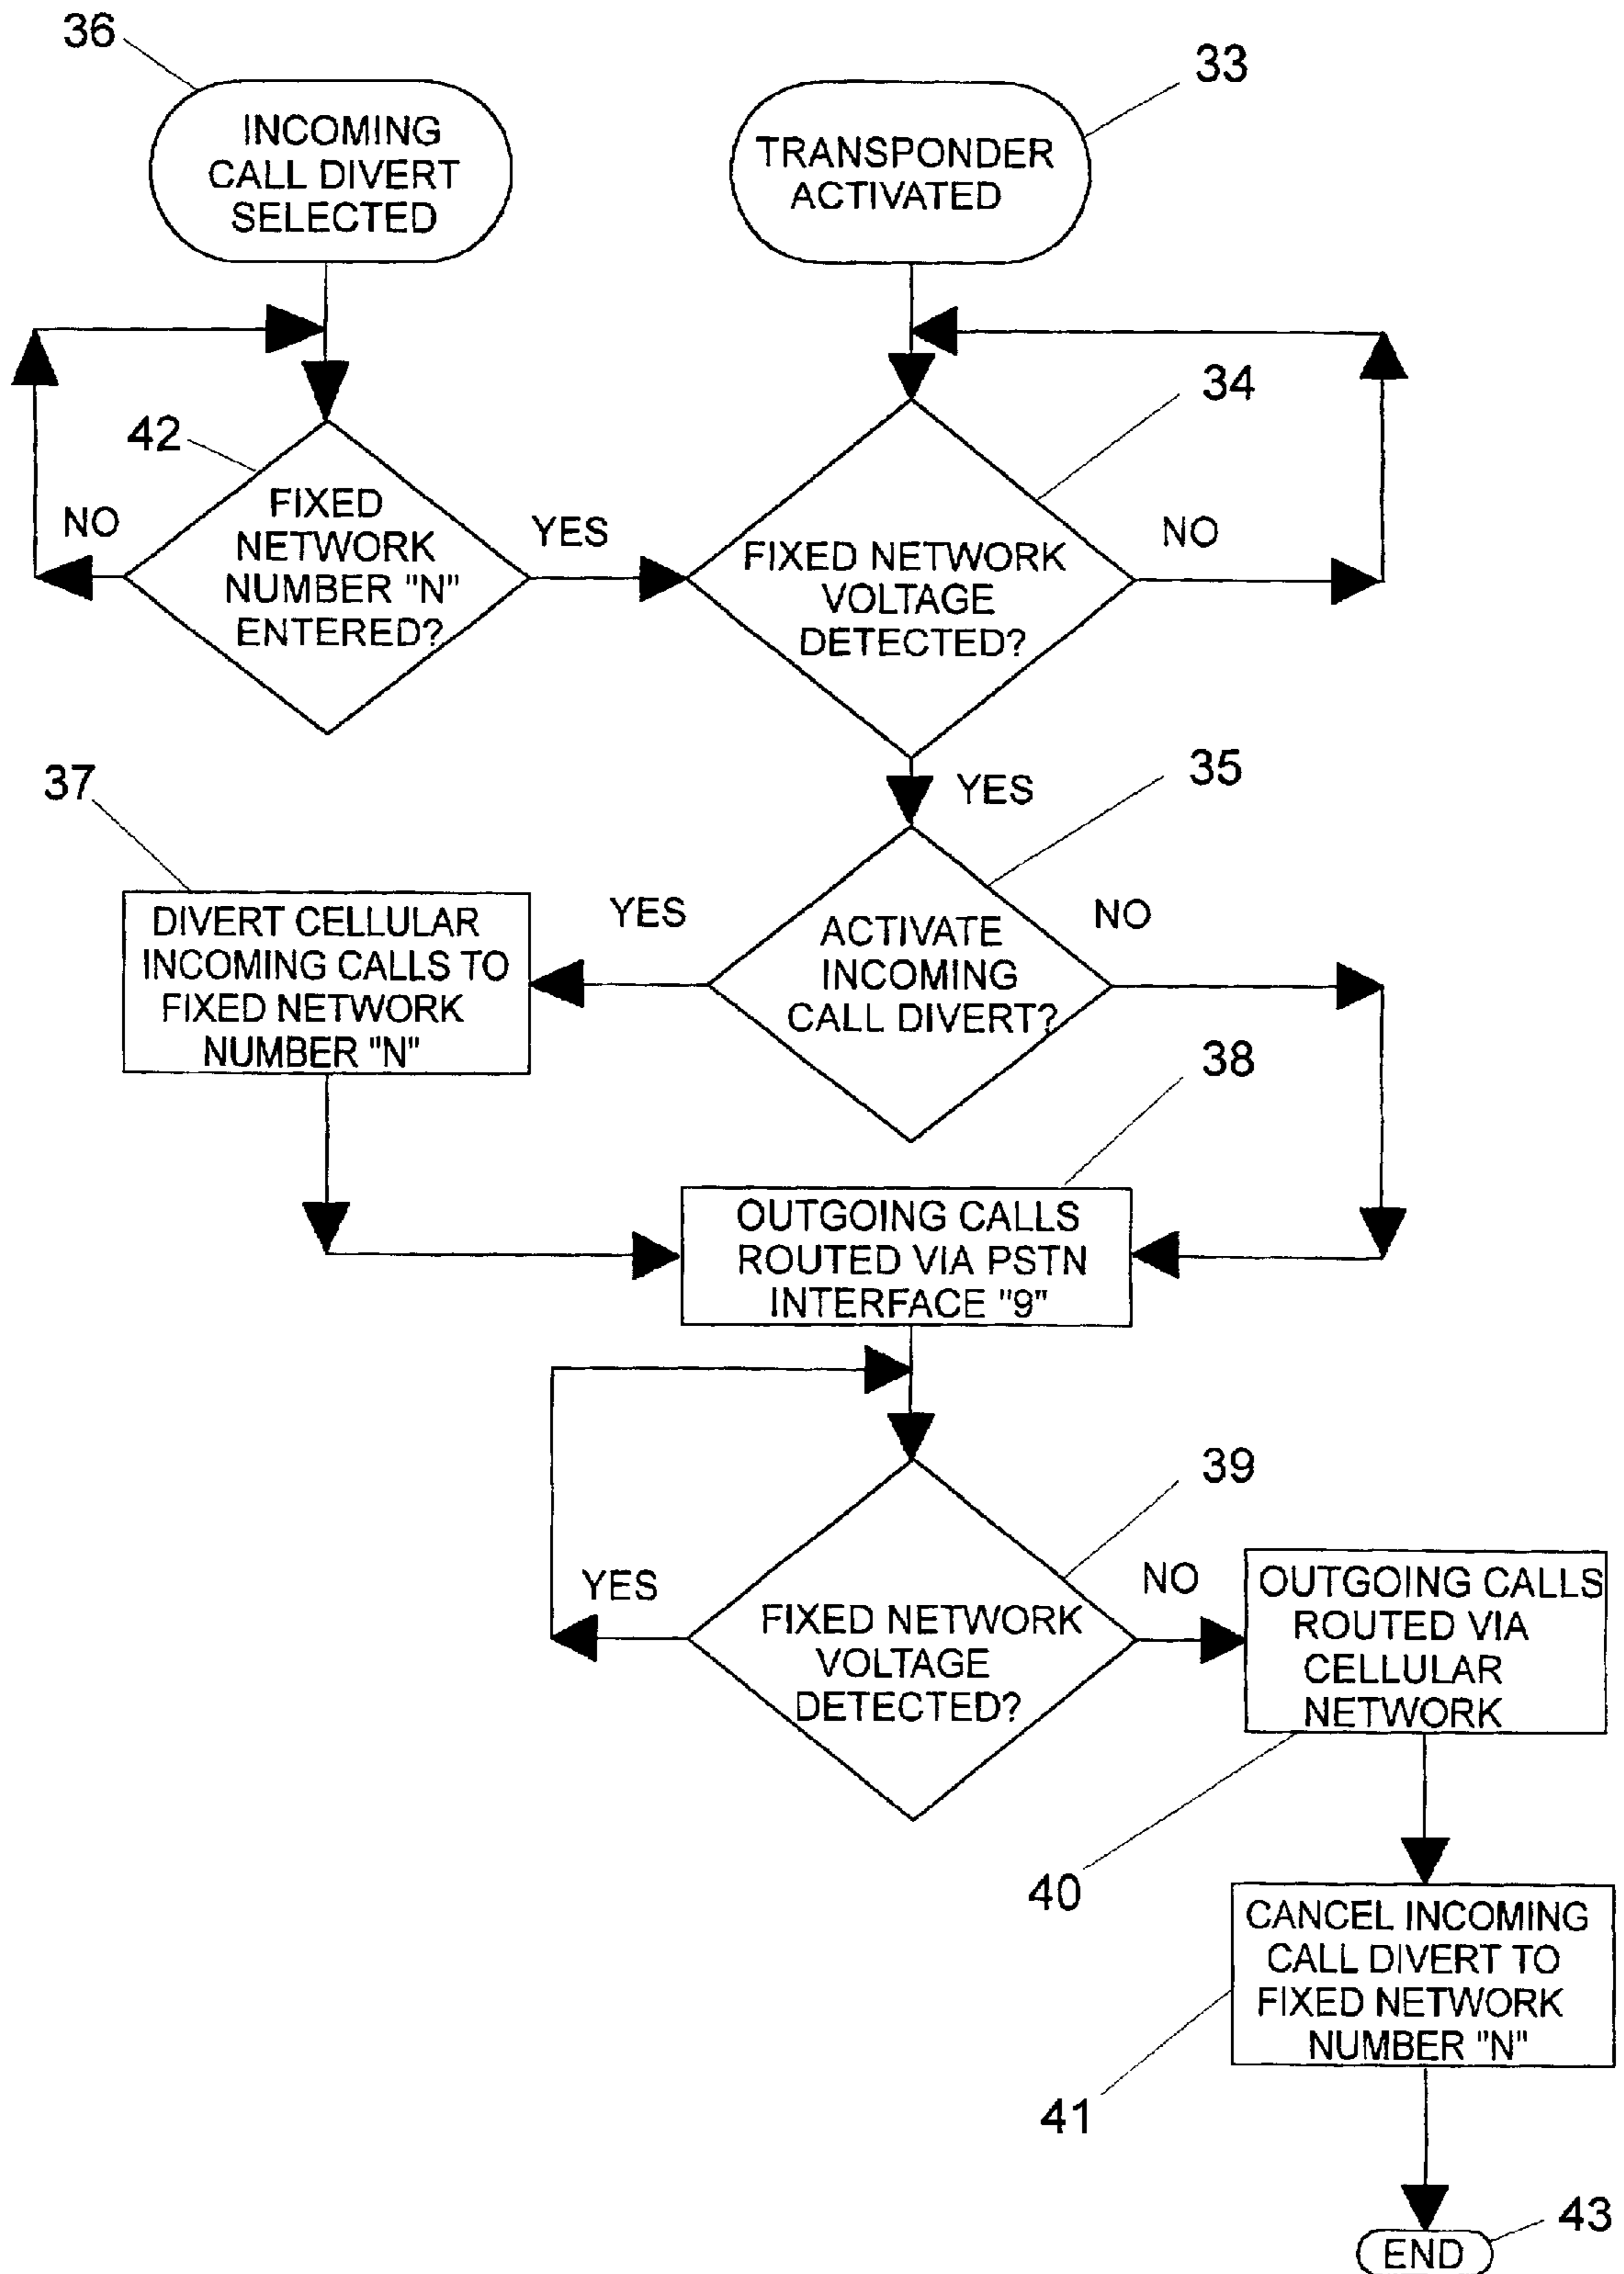 36
INCOMING
CALL DIVERT
SELECTED
33
TRANSPONDER
ACTIVATED
42
FIXED
NETWORK
NUMBER "N"
ENTERED?
NO
YES
34
FIXED NETWORK
VOLTAGE
DETECTED?
NO
YES
35
ACTIVATE
INCOMING
CALL DIVERT?
YES
NO
37
DIVERT CELLULAR
INCOMING CALLS TO
FIXED NETWORK
NUMBER "N"
38
OUTGOING CALLS
ROUTED VIA PSTN
INTERFACE "9"
39
FIXED NETWORK
VOLTAGE
DETECTED?
YES
NO
OUTGOING CALLS
ROUTED VIA
CELLULAR
NETWORK
40
CANCEL INCOMING
CALL DIVERT TO
FIXED NETWORK
NUMBER "N"
41
43
END